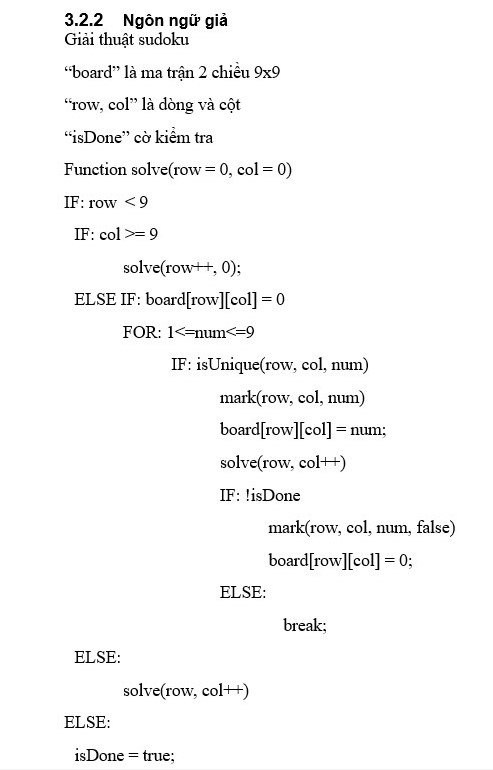 3.2.2 Ngôn ngữ giả
Giải thuật sudoku
“board” là ma trận 2 chiều 9x9
“row, col” là dòng và cột
“isDone” cờ kiểm tra
Function solve(row = 0, col = 0)
IF: row < 9
IF: col >= 9
solve(row++, 0);
ELSE IF: board[row][col] = 0
FOR: 1<=num<=9
IF: isUnique(row, col, num)
mark(row, col, num)
board[row][col] = num;
solve(row, col++)
IF: !isDone
mark(row, col, num, false)
board[row][col] = 0;
ELSE:
break;
ELSE:
solve(row, col++)
ELSE:
isDone = true;